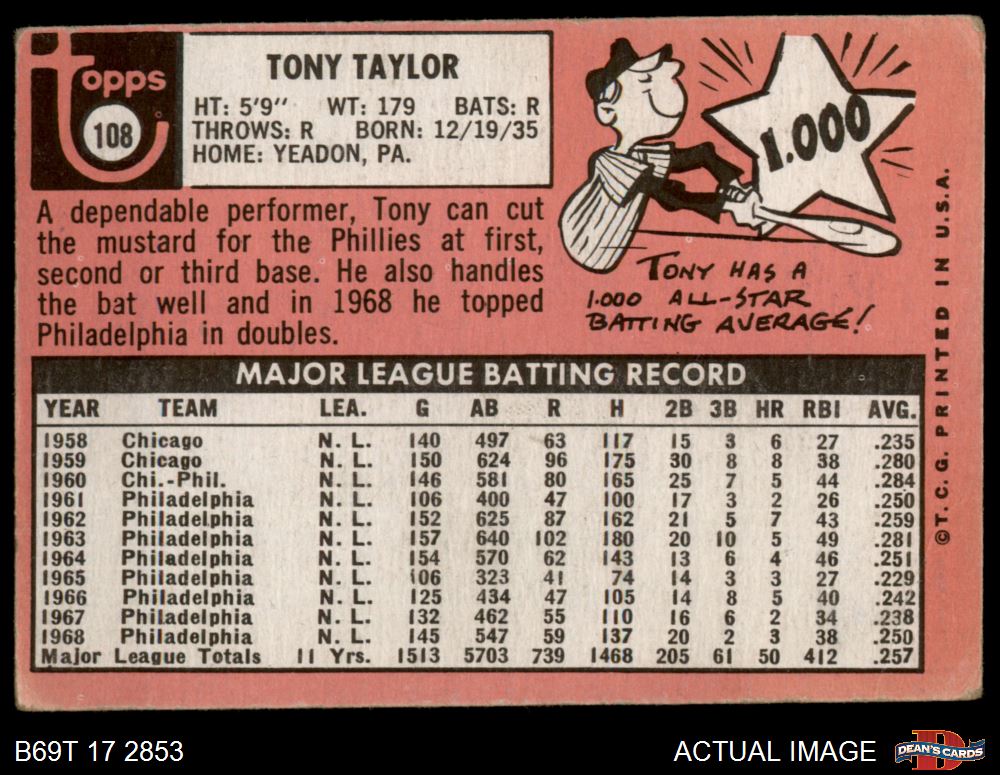 Topps
108
TONY TAYLOR
HT: 5'9" WT: 179 BATS: R
THROWS: R BORN: 12/19/35
HOME: YEADON, PA.
A dependable performer, Tony can cut
the mustard for the Phillies at first,
second or third base. He also handles
the bat well and in 1968 he topped
Philadelphia in doubles.
1.000
TONY HAS A
1.000 ALL-STAR
BATTING AVERAGE!
MAJOR LEAGUE BATTING RECORD
YEAR TEAM LEA. G AB R H 2B 3B HR RBI AVG.
1958 Chicago N. L. 140 497 63 117 15 3 6 27 .235
1959 Chicago N. L. 150 624 96 175 30 8 8 38 .280
1960 Chi.-Phil. N. L. 146 581 80 165 25 7 5 44 .284
1961 Philadelphia N. L. 106 400 47 100 17 3 2 26 .250
1962 Philadelphia N. L. 152 625 87 162 21 5 7 43 .259
1963 Philadelphia N. L. 157 640 102 180 20 10 5 49 .281
1964 Philadelphia N. L. 154 570 62 143 13 6 4 46 .251
1965 Philadelphia N. L. 106 323 41 74 14 3 3 27 .229
1966 Philadelphia N. L. 125 434 47 105 14 8 5 40 .242
1967 Philadelphia N. L. 132 462 55 110 16 6 2 34 .238
1968 Philadelphia N. L. 145 547 59 137 20 2 3 38 .250
Major League Totals 11 Yrs. 1513 5703 739 1468 205 61 50 412 .257
©T. C. G. PRINTED IN U.S.A.
B69T 17 2853
ACTUAL IMAGE
DEAN'S CARDS